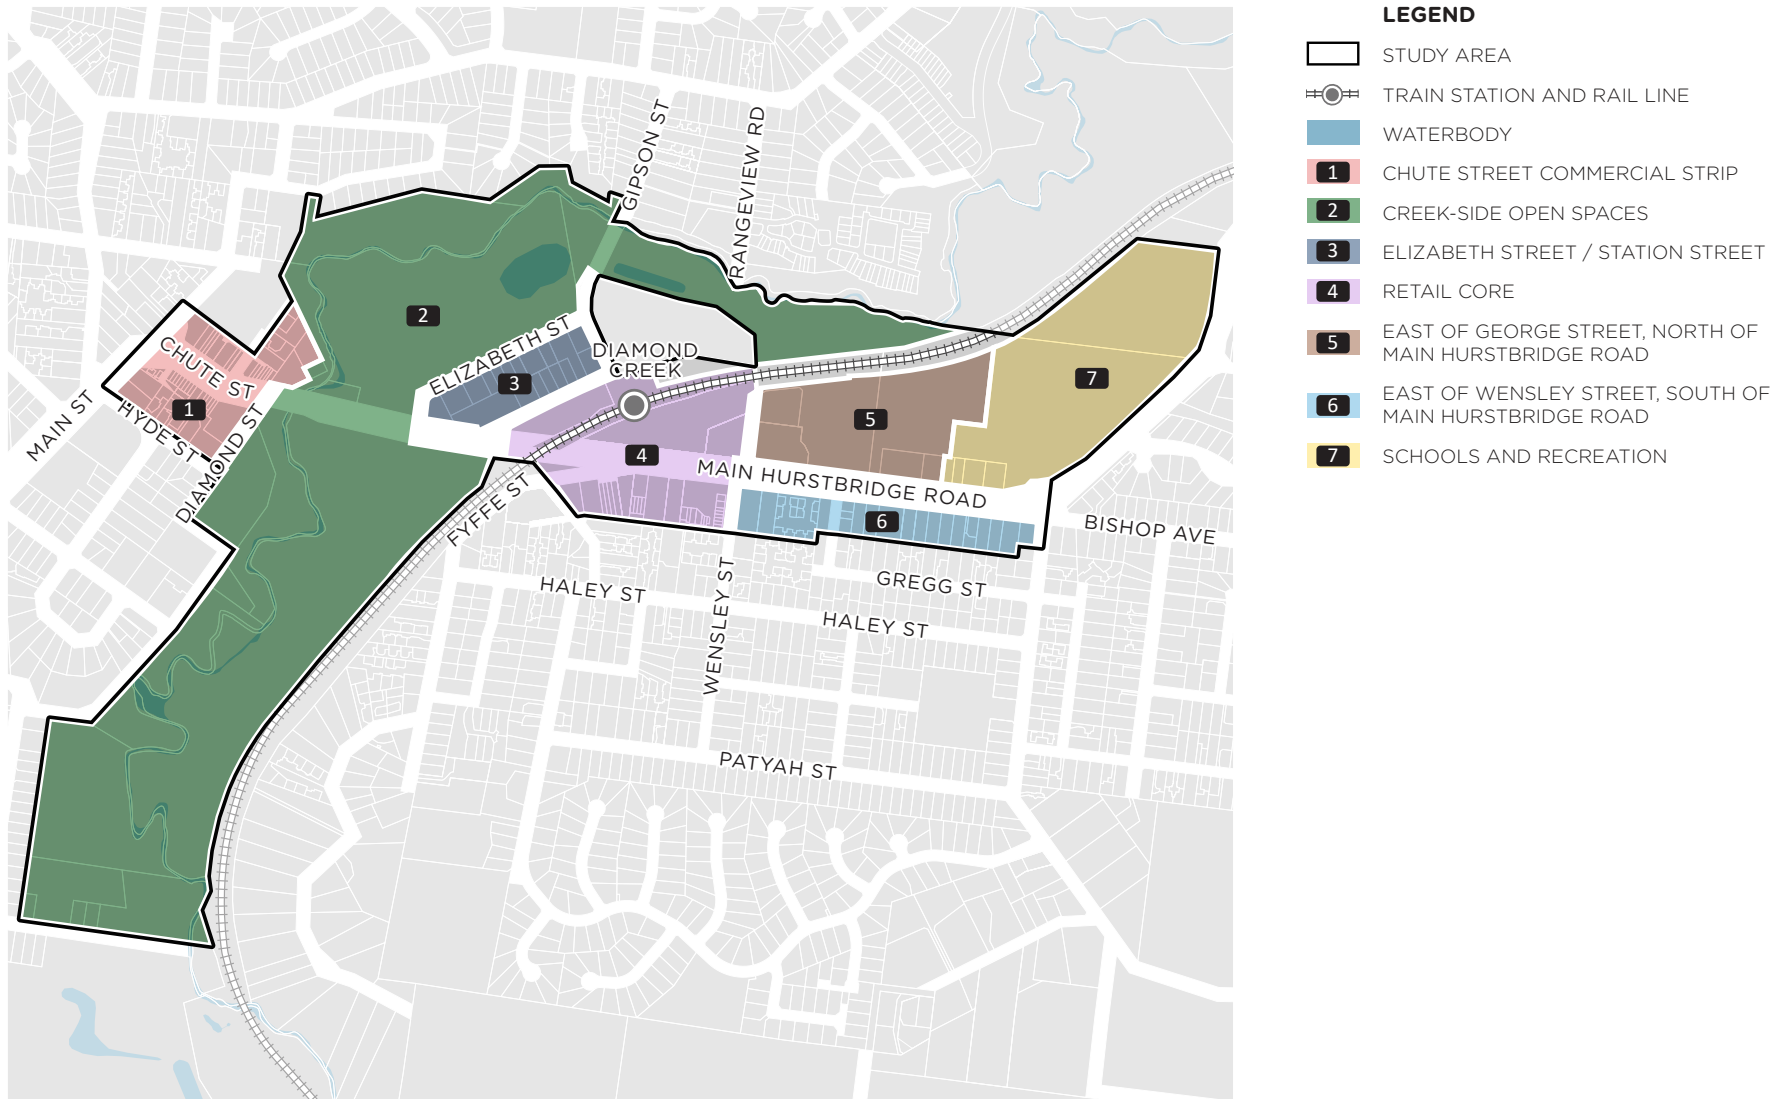 LEGEND
STUDY AREA
TRAIN STATION AND RAIL LINE
WATERBODY
1 CHUTE STREET COMMERCIAL STRIP
2 CREEK-SIDE OPEN SPACES
3 ELIZABETH STREET / STATION STREET
4 RETAIL CORE
5 EAST OF GEORGE STREET, NORTH OF
MAIN HURSTBRIDGE ROAD
6 EAST OF WENSLEY STREET, SOUTH OF
MAIN HURSTBRIDGE ROAD
7 SCHOOLS AND RECREATION
GIPSON ST
RANGEVIEW RD
2
ELIZABETH ST
3
DIAMOND
CREEK
CHUTE ST
1
MAIN ST
HYDE ST
DIAMOND ST
4
5
7
MAIN HURSTBRIDGE ROAD
6
FYFFE ST
BISHOP AVE
HALEY ST
WENSLEY ST
GREGG ST
HALEY ST
PATYAH ST